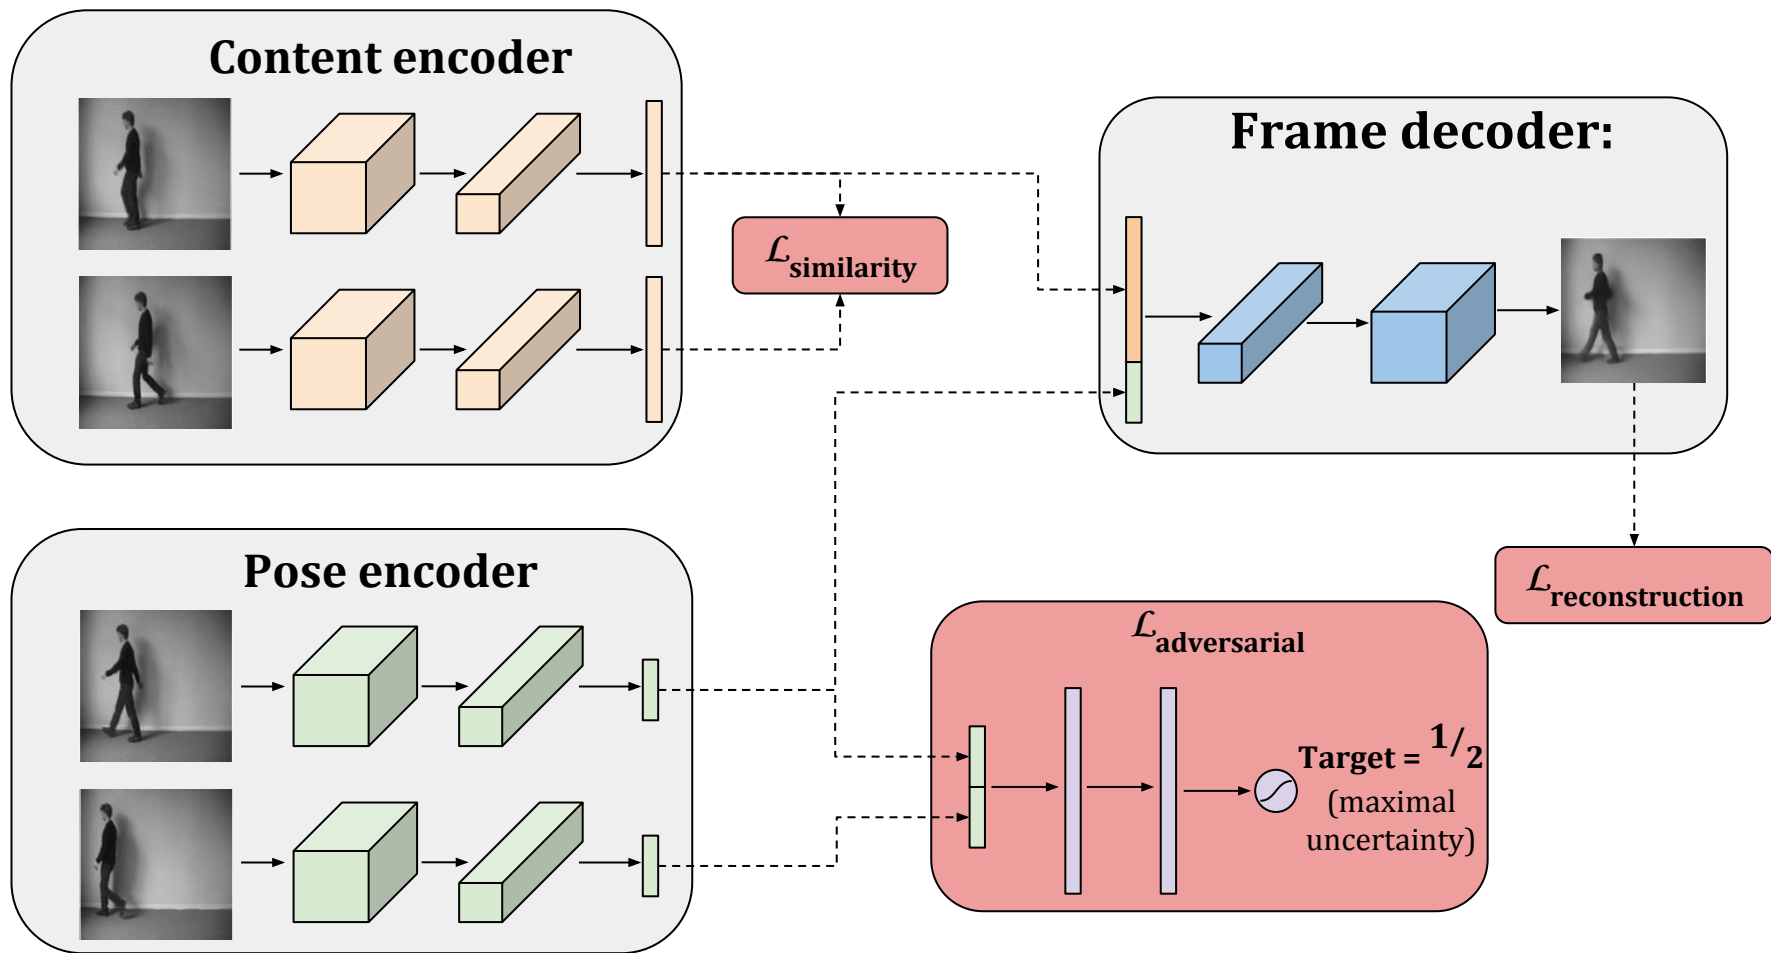 Content encoder
ℒsimilarity
Frame decoder:
Pose encoder
ℒreconstruction
ℒadversarial
Target = 1/2
(maximal
uncertainty)